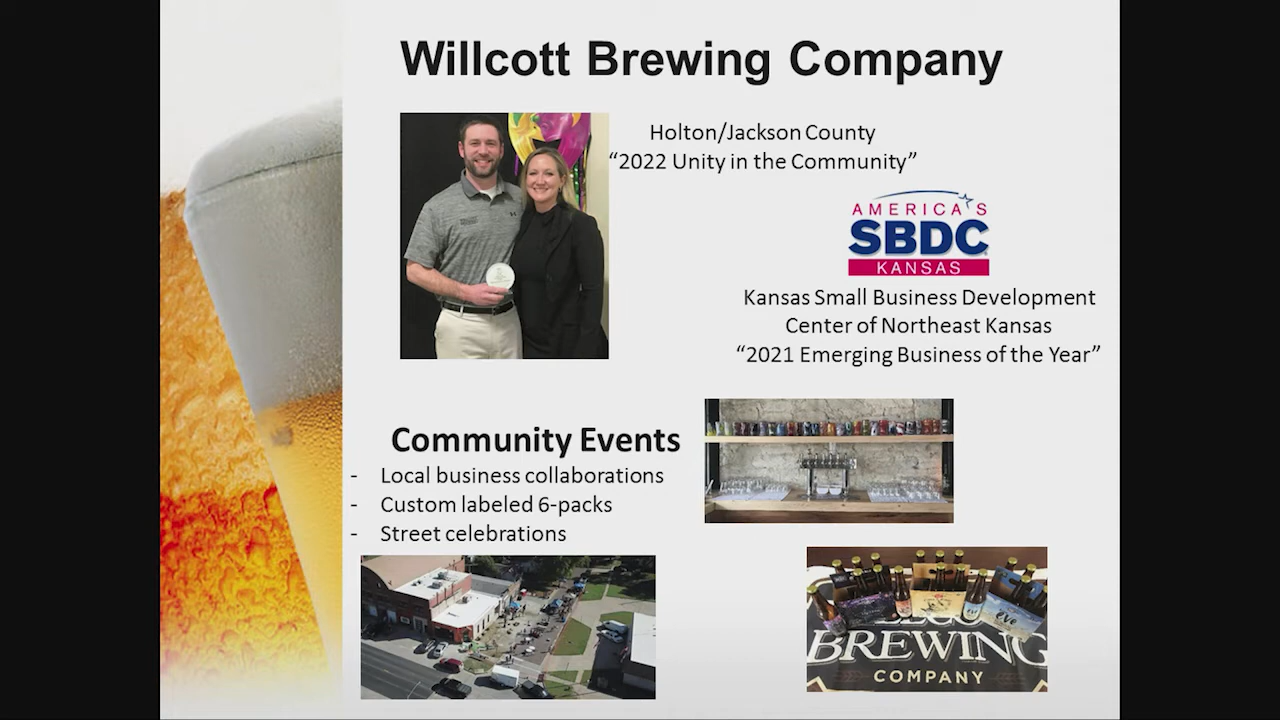 Willcott Brewing Company
Holton/Jackson County
“2022 Unity in the Community”
AMERICA'S
SBDC
KANSAS
Kansas Small Business Development
Center of Northeast Kansas
“2021 Emerging Business of the Year”
Community Events
- Local business collaborations
- Custom labeled 6-packs
- Street celebrations
BREWING
COMPANY